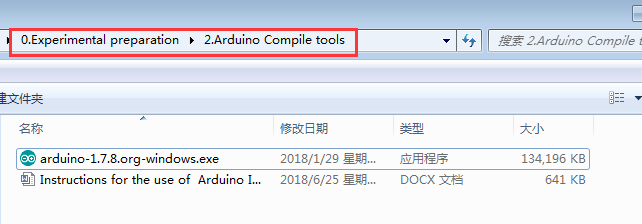 0.Experimental preparation ▸ 2.Arduino Compile tools
搜索 2.Arduino Compile t
建文件夹
名称 修改日期 类型 大小
arduino-1.7.8.org-windows.exe 2018/1/29 星期... 应用程序 134,196 KB
Instructions for the use of Arduino I... 2018/6/25 星期... DOCX 文档 641 KB